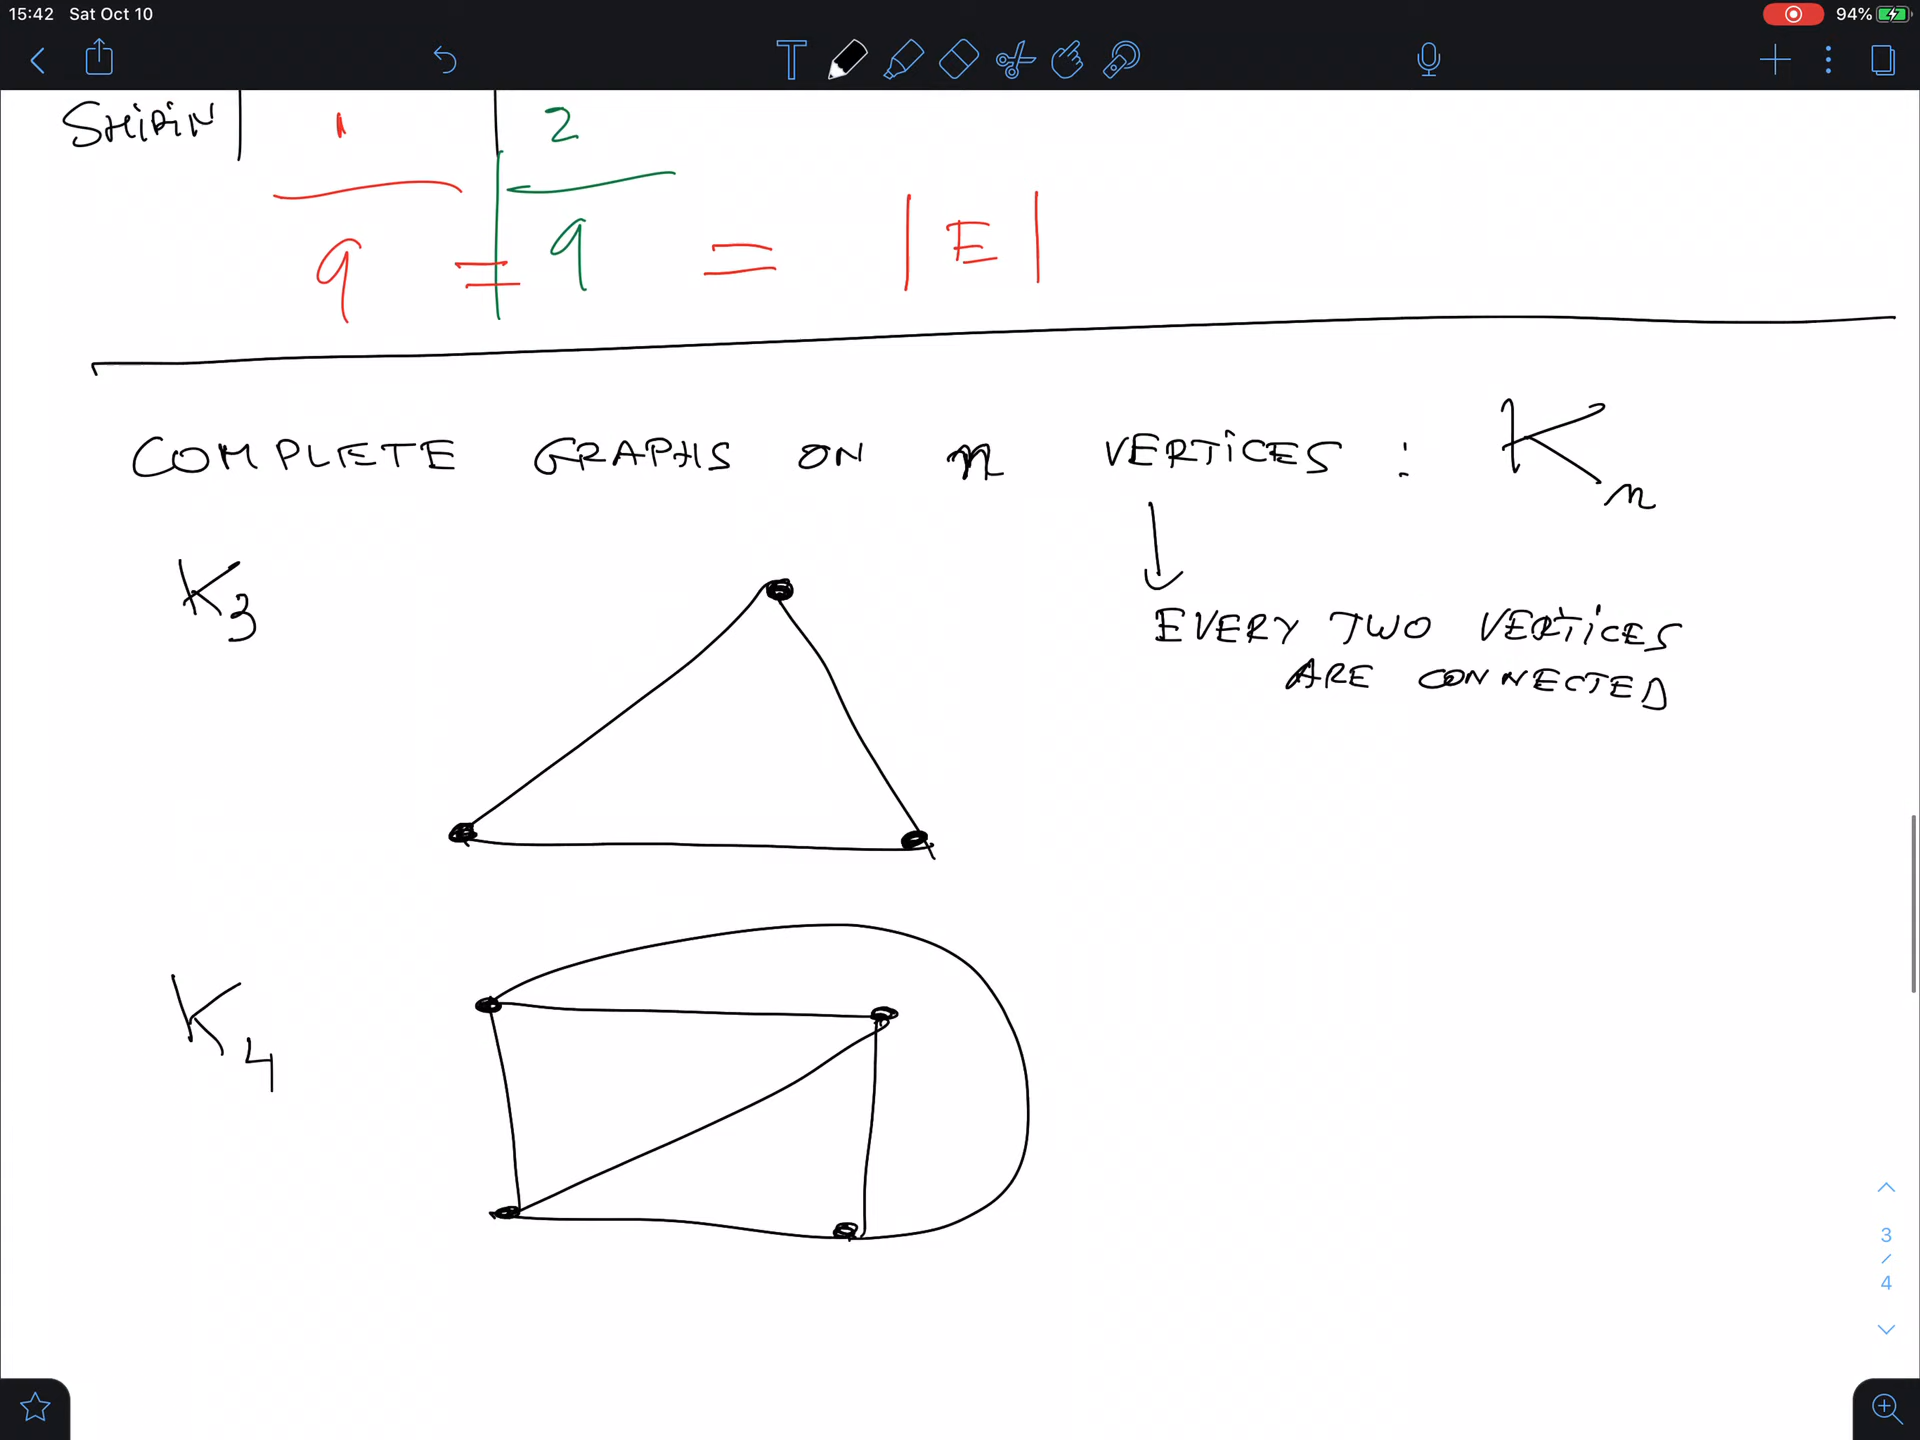 15:42 Sat Oct 10
94%
SHIRIN 1 2
9 = 9 = |E|
COMPLETE GRAPHS ON n VERTICES : Kn
K3
EVERY TWO VERTICES
ARE CONNECTED
K4
3
/
4